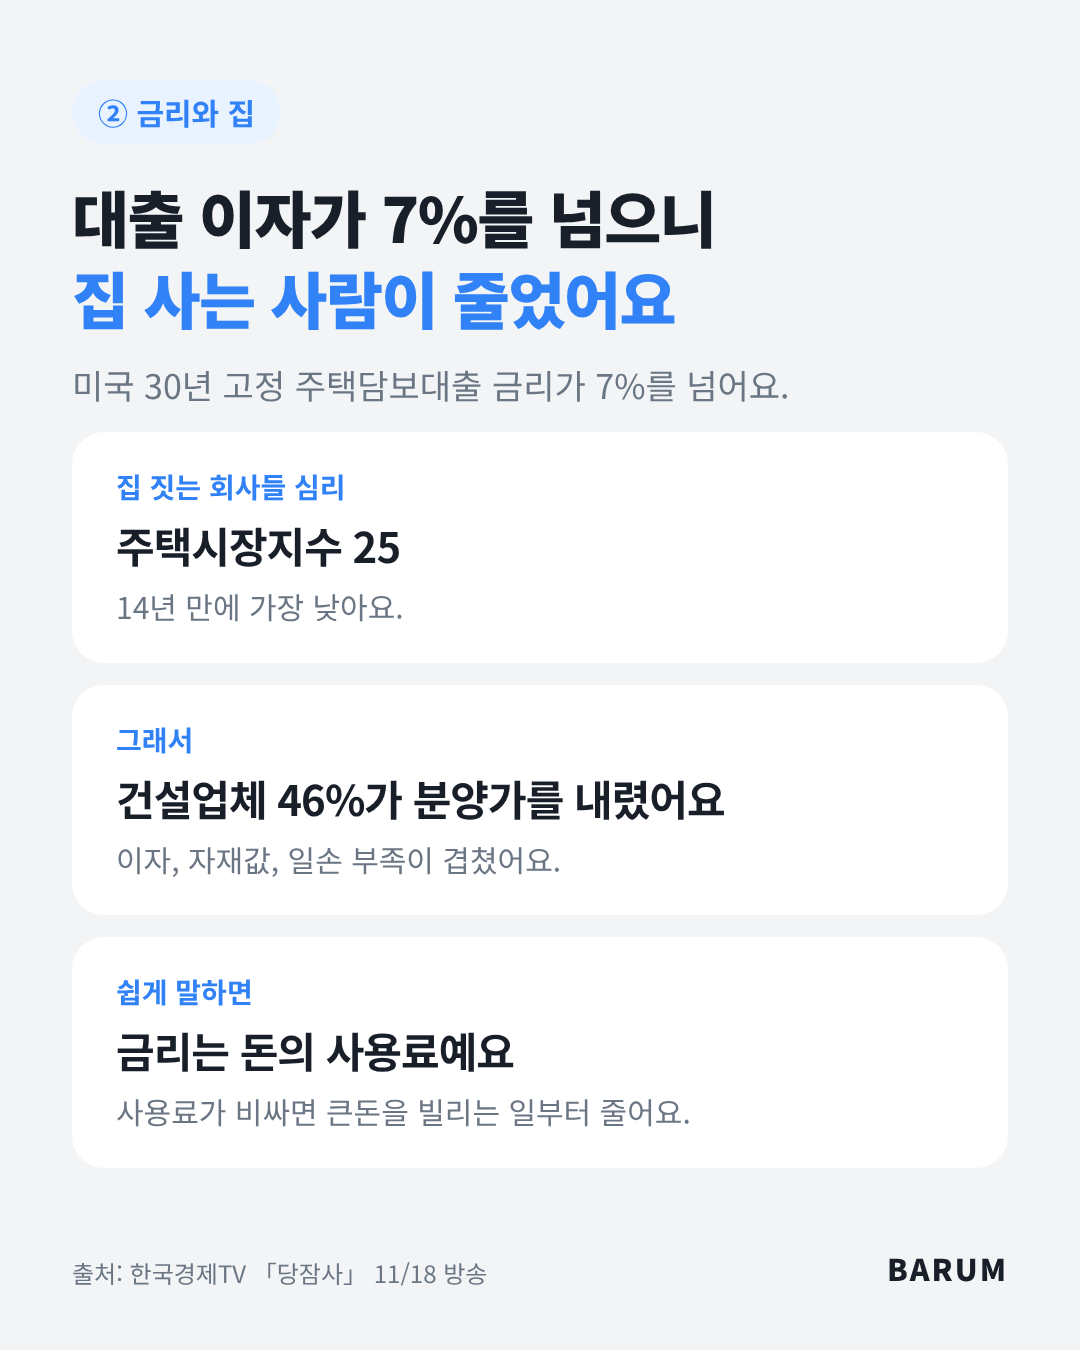 ② 금리와 집
대출 이자가 7%를 넘으니
집 사는 사람이 줄었어요
미국 30년 고정 주택담보대출 금리가 7%를 넘어요.
집 짓는 회사들 심리
주택시장지수 25
14년 만에 가장 낮아요.
그래서
건설업체 46%가 분양가를 내렸어요
이자, 자재값, 일손 부족이 겹쳤어요.
쉽게 말하면
금리는 돈의 사용료예요
사용료가 비싸면 큰돈을 빌리는 일부터 줄어요.
출처: 한국경제TV 「당잠사」 11/18 방송
BARUM